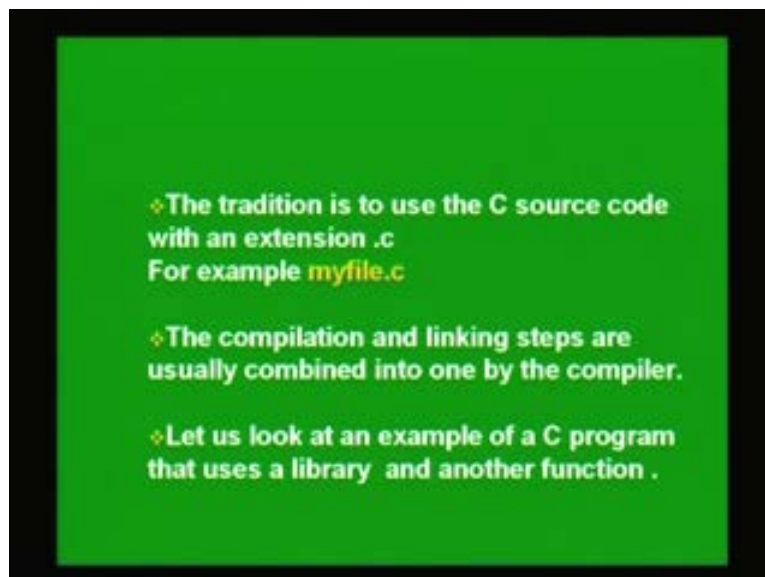 ❖The tradition is to use the C source code
with an extension .c
For example myfile.c
❖The compilation and linking steps are
usually combined into one by the compiler.
❖Let us look at an example of a C program
that uses a library and another function .